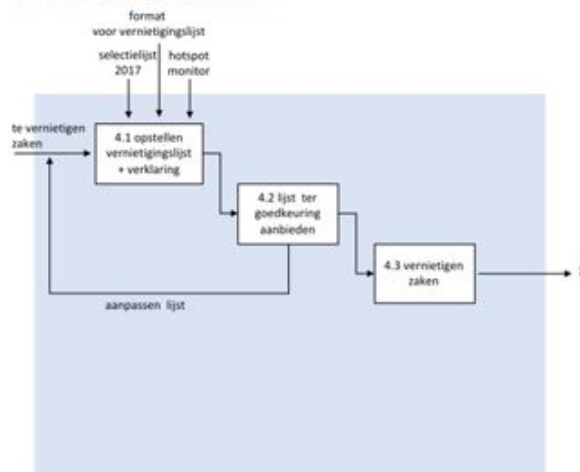 format
voor vernietigingslijst
selectielijst
2017
hotspot
monitor
te vernietigen
zaken
4.1 opstellen
vernietigingslijst
+ verklaring
4.2 lijst ter
goedkeuring
aanbieden
4.3 vernietigen
zaken
aanpassen lijst